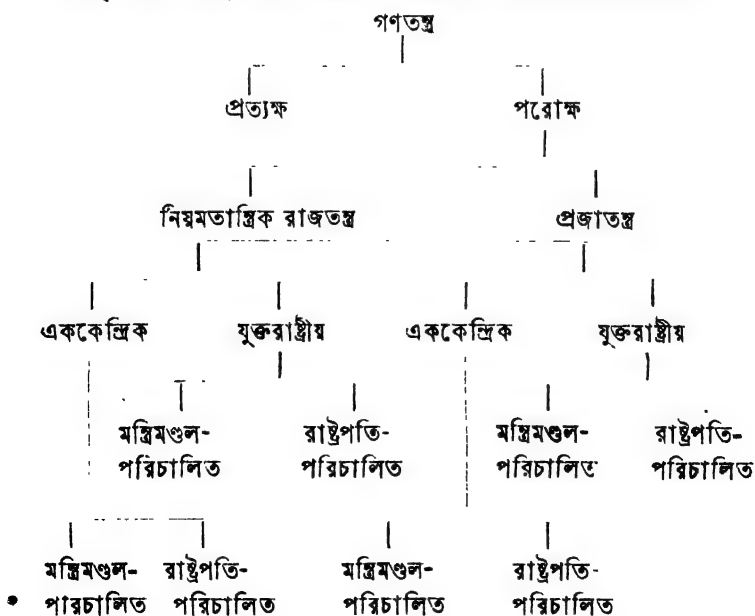 গণতন্ত্র
প্রত্যক্ষ পরোক্ষ
নিয়মতান্ত্রিক রাজতন্ত্র প্রজাতন্ত্র
এককেন্দ্রিক যুক্তরাষ্ট্রীয় এককেন্দ্রিক যুক্তরাষ্ট্রীয়
মন্ত্রিমণ্ডল- রাষ্ট্রপতি- মন্ত্রিমণ্ডল- রাষ্ট্রপতি-
পরিচালিত পরিচালিত পরিচালিত পরিচালিত
মন্ত্রিমণ্ডল- রাষ্ট্রপতি- মন্ত্রিমণ্ডল- রাষ্ট্রপতি-
পরিচালিত পরিচালিত পরিচালিত পরিচালিত